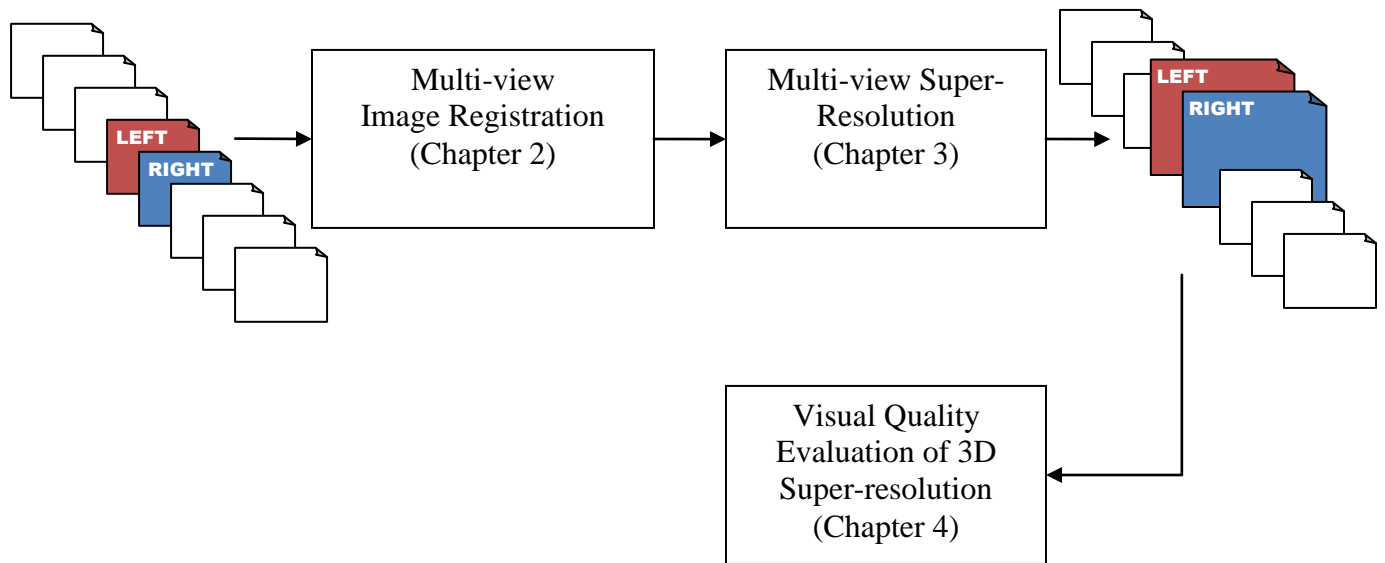 LEFT
RIGHT
Multi-view
Image Registration
(Chapter 2)
Multi-view Super-
Resolution
(Chapter 3)
LEFT
RIGHT
Visual Quality
Evaluation of 3D
Super-resolution
(Chapter 4)